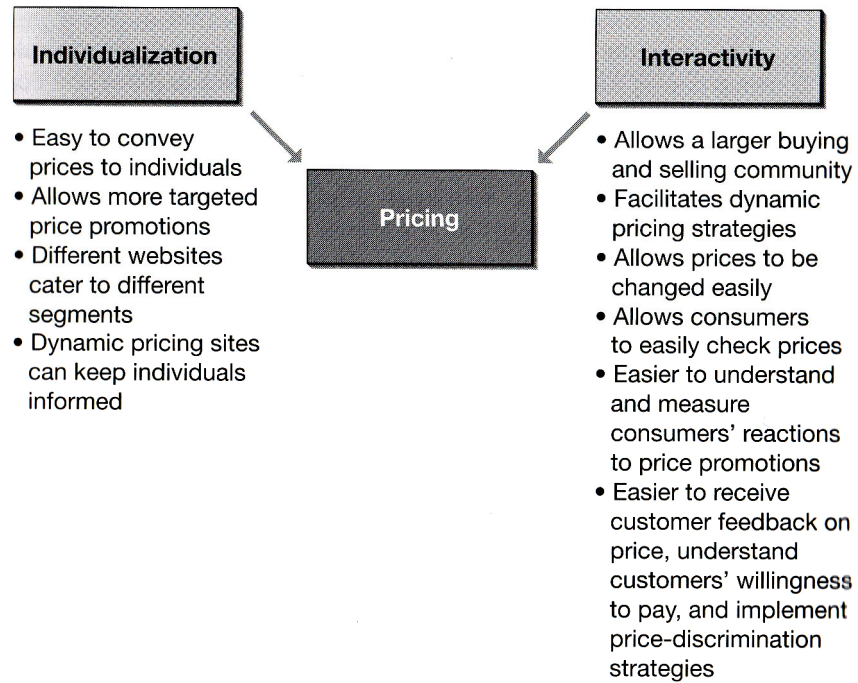 Individualization
• Easy to convey
prices to individuals
• Allows more targeted
price promotions
• Different websites
cater to different
segments
• Dynamic pricing sites
can keep individuals
informed
Pricing
Interactivity
• Allows a larger buying
and selling community
• Facilitates dynamic
pricing strategies
• Allows prices to be
changed easily
• Allows consumers
to easily check prices
• Easier to understand
and measure
consumers’ reactions
to price promotions
• Easier to receive
customer feedback on
price, understand
customers’ willingness
to pay, and implement
price-discrimination
strategies